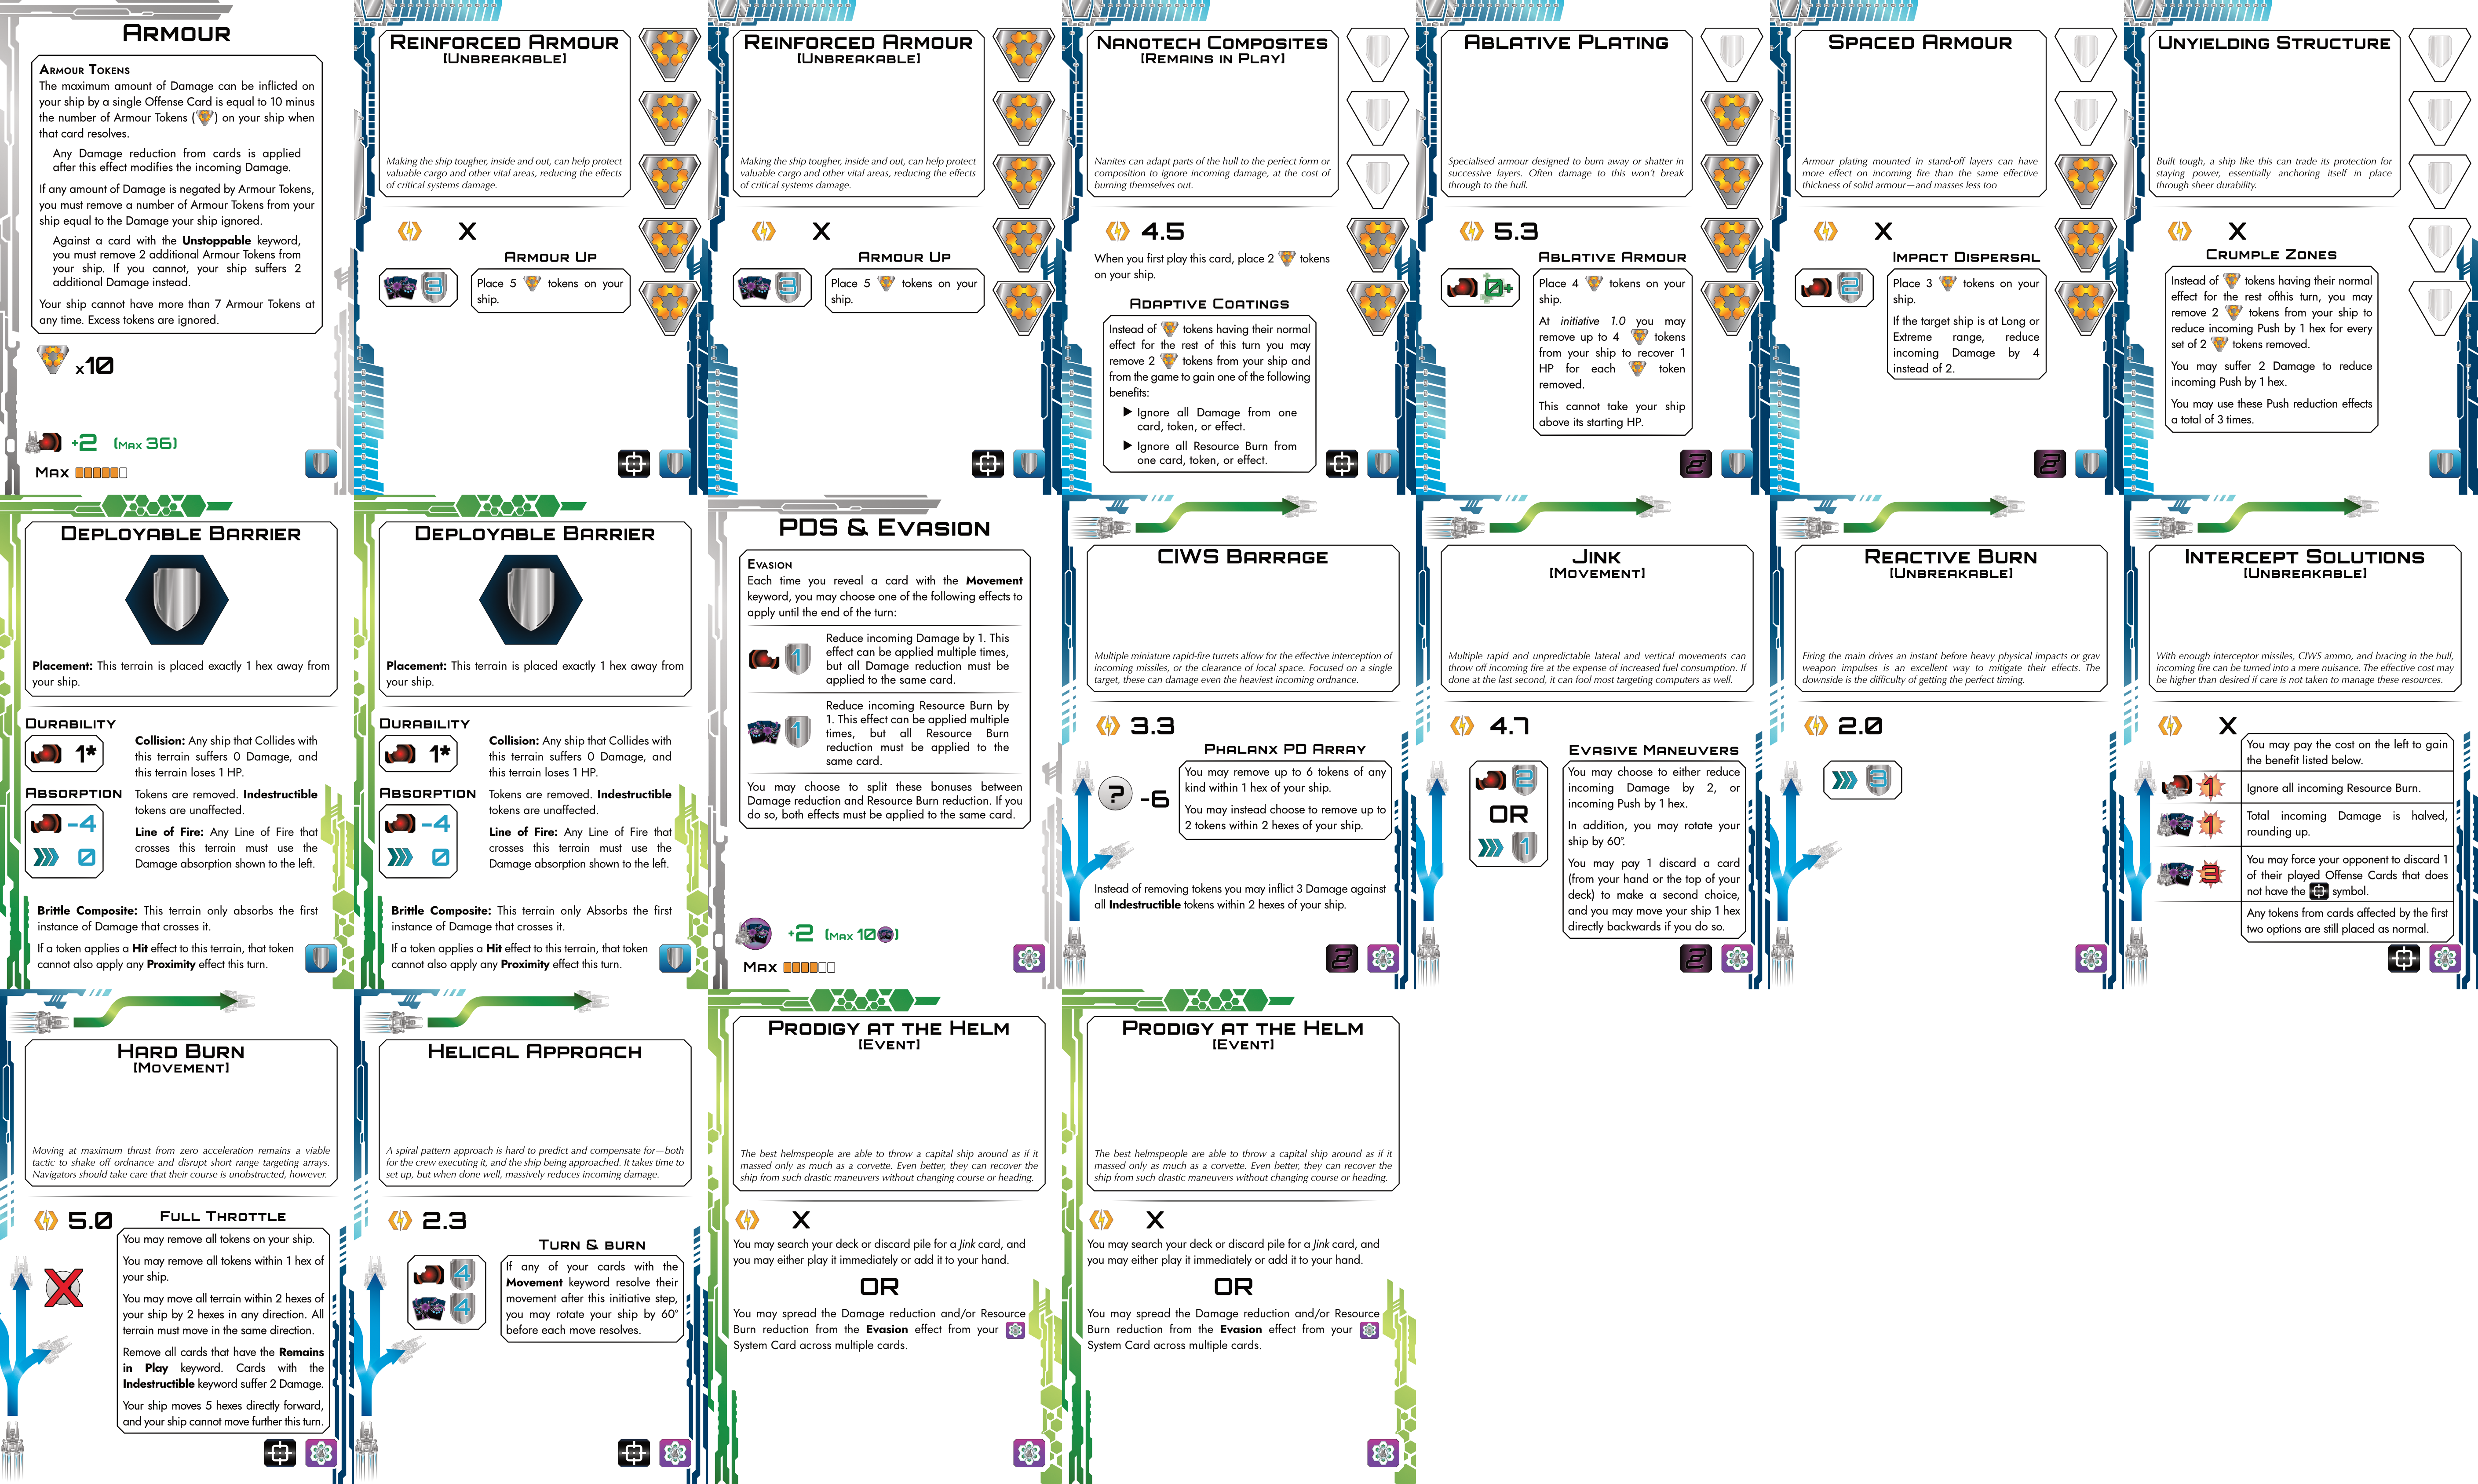 Armour
Armour Tokens
The maximum amount of Damage can be inflicted on
your ship by a single Offense Card is equal to 10 minus
the number of Armour Tokens ( ) on your ship when
that card resolves.
Any Damage reduction from cards is applied
after this effect modifies the incoming Damage.
If any amount of Damage is negated by Armour Tokens,
you must remove a number of Armour Tokens from your
ship equal to the Damage your ship ignored.
Against a card with the Unstoppable keyword,
you must remove 2 additional Armour Tokens from
your ship. If you cannot, your ship suffers 2
additional Damage instead.
Your ship cannot have more than 7 Armour Tokens at
any time. Excess tokens are ignored.
x10
+2 (Max 36)
Max
Reinforced Armour
[Unbreakable]
Making the ship tougher, inside and out, can help protect
valuable cargo and other vital areas, reducing the effects
of critical systems damage.
X
Armour Up
3
Place 5 tokens on your
ship.
Reinforced Armour
[Unbreakable]
Making the ship tougher, inside and out, can help protect
valuable cargo and other vital areas, reducing the effects
of critical systems damage.
X
Armour Up
3
Place 5 tokens on your
ship.
Nanotech Composites
[Remains in Play]
Nanites can adapt parts of the hull to the perfect form or
composition to ignore incoming damage, at the cost of
burning themselves out.
4.5
When you first play this card, place 2 tokens
on your ship.
Adaptive Coatings
Instead of tokens having their normal
effect for the rest of this turn you may
remove 2 tokens from your ship and
from the game to gain one of the following
benefits:
▶ Ignore all Damage from one
card, token, or effect.
▶ Ignore all Resource Burn from
one card, token, or effect.
Ablative Plating
Specialised armour designed to burn away or shatter in
successive layers. Often damage to this won't break
through to the hull.
5.3
Ablative Armour
0+
Place 4 tokens on your
ship.
At initiative 1.0 you may
remove up to 4 tokens
from your ship to recover 1
HP for each token
removed.
This cannot take your ship
above its starting HP.
2
Spaced Armour
Armour plating mounted in stand-off layers can have
more effect on incoming fire than the same effective
thickness of solid armour—and masses less too
X
Impact Dispersal
2
Place 3 tokens on your
ship.
If the target ship is at Long or
Extreme range, reduce
incoming Damage by 4
instead of 2.
2
Unyielding Structure
Built tough, a ship like this can trade its protection for
staying power, essentially anchoring itself in place
through sheer durability.
X
Crumple Zones
Instead of tokens having their normal
effect for the rest ofthis turn, you may
remove 2 tokens from your ship to
reduce incoming Push by 1 hex for every
set of 2 tokens removed.
You may suffer 2 Damage to reduce
incoming Push by 1 hex.
You may use these Push reduction effects
a total of 3 times.
Deployable Barrier
Placement: This terrain is placed exactly 1 hex away from
your ship.
Durability
1*
Absorption
-4
0
Collision: Any ship that Collides with
this terrain suffers 0 Damage, and
this terrain loses 1 HP.
Tokens are removed. Indestructible
tokens are unaffected.
Line of Fire: Any Line of Fire that
crosses this terrain must use the
Damage absorption shown to the left.
Brittle Composite: This terrain only absorbs the first
instance of Damage that crosses it.
If a token applies a Hit effect to this terrain, that token
cannot also apply any Proximity effect this turn.
Deployable Barrier
Placement: This terrain is placed exactly 1 hex away from
your ship.
Durability
1*
Absorption
-4
0
Collision: Any ship that Collides with
this terrain suffers 0 Damage, and
this terrain loses 1 HP.
Tokens are removed. Indestructible
tokens are unaffected.
Line of Fire: Any Line of Fire that
crosses this terrain must use the
Damage absorption shown to the left.
Brittle Composite: This terrain only Absorbs the first
instance of Damage that crosses it.
If a token applies a Hit effect to this terrain, that token
cannot also apply any Proximity effect this turn.
PDS & Evasion
Evasion
Each time you reveal a card with the Movement
keyword, you may choose one of the following effects to
apply until the end of the turn:
1
Reduce incoming Damage by 1. This
effect can be applied multiple times,
but all Damage reduction must be
applied to the same card.
1
Reduce incoming Resource Burn by
1. This effect can be applied multiple
times, but all Resource Burn
reduction must be applied to the
same card.
You may choose to split these bonuses between
Damage reduction and Resource Burn reduction. If you
do so, both effects must be applied to the same card.
+2 (Max 10 )
Max
CIWS Barrage
Multiple miniature rapid-fire turrets allow for the effective interception of
incoming missiles, or the clearance of local space. Focused on a single
target, these can damage even the heaviest incoming ordnance.
3.3
Phalanx PD Array
? -6
You may remove up to 6 tokens of any
kind within 1 hex of your ship.
You may instead choose to remove up to
2 tokens within 2 hexes of your ship.
Instead of removing tokens you may inflict 3 Damage against
all Indestructible tokens within 2 hexes of your ship.
2
Jink
[Movement]
Multiple rapid and unpredictable lateral and vertical movements can
throw off incoming fire at the expense of increased fuel consumption. If
done at the last second, it can fool most targeting computers as well.
4.7
Evasive Maneuvers
2
OR
1
You may choose to either reduce
incoming Damage by 2, or
incoming Push by 1 hex.
In addition, you may rotate your
ship by 60°.
You may pay 1 discard a card
(from your hand or the top of your
deck) to make a second choice,
and you may move your ship 1 hex
directly backwards if you do so.
2
Reactive Burn
[Unbreakable]
Firing the main drives an instant before heavy physical impacts or grav
weapon impulses is an excellent way to mitigate their effects. The
downside is the difficulty of getting the perfect timing.
2.0
3
Intercept Solutions
[Unbreakable]
With enough interceptor missiles, CIWS ammo, and bracing in the hull,
incoming fire can be turned into a mere nuisance. The effective cost may
be higher than desired if care is not taken to manage these resources.
X
You may pay the cost on the left to gain
the benefit listed below.
1
Ignore all incoming Resource Burn.
1
Total incoming Damage is halved,
rounding up.
3
You may force your opponent to discard 1
of their played Offense Cards that does
not have the symbol.
Any tokens from cards affected by the first
two options are still placed as normal.
Hard Burn
[Movement]
Moving at maximum thrust from zero acceleration remains a viable
tactic to shake off ordnance and disrupt short range targeting arrays.
Navigators should take care that their course is unobstructed, however.
5.0
Full Throttle
You may remove all tokens on your ship.
You may remove all tokens within 1 hex of
your ship.
You may move all terrain within 2 hexes of
your ship by 2 hexes in any direction. All
terrain must move in the same direction.
Remove all cards that have the Remains
in Play keyword. Cards with the
Indestructible keyword suffer 2 Damage.
Your ship moves 5 hexes directly forward,
and your ship cannot move further this turn.
Helical Approach
A spiral pattern approach is hard to predict and compensate for—both
for the crew executing it, and the ship being approached. It takes time to
set up, but when done well, massively reduces incoming damage.
2.3
Turn & burn
4
4
If any of your cards with the
Movement keyword resolve their
movement after this initiative step,
you may rotate your ship by 60°
before each move resolves.
Prodigy at the Helm
[Event]
The best helmspeople are able to throw a capital ship around as if it
massed only as much as a corvette. Even better, they can recover the
ship from such drastic maneuvers without changing course or heading.
X
You may search your deck or discard pile for a Jink card, and
you may either play it immediately or add it to your hand.
OR
You may spread the Damage reduction and/or Resource
Burn reduction from the Evasion effect from your
System Card across multiple cards.
Prodigy at the Helm
[Event]
The best helmspeople are able to throw a capital ship around as if it
massed only as much as a corvette. Even better, they can recover the
ship from such drastic maneuvers without changing course or heading.
X
You may search your deck or discard pile for a Jink card, and
you may either play it immediately or add it to your hand.
OR
You may spread the Damage reduction and/or Resource
Burn reduction from the Evasion effect from your
System Card across multiple cards.